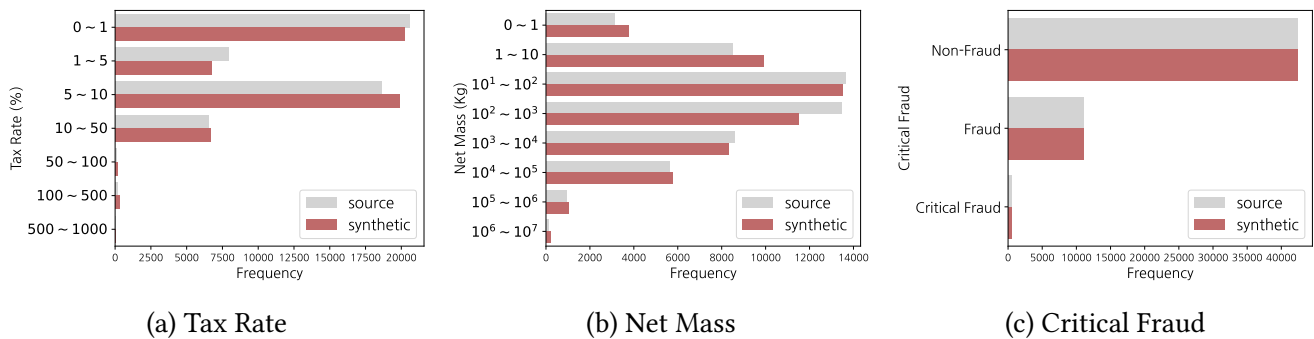 Tax Rate (%)
0 ~ 1
1 ~ 5
5 ~ 10
10 ~ 50
50 ~ 100
100 ~ 500
500 ~ 1000
source
synthetic
0 2500 5000 7500 10000 12500 15000 17500 20000
Frequency
(a) Tax Rate
Net Mass (Kg)
0 ~ 1
1 ~ 10
10¹ ~ 10²
10² ~ 10³
10³ ~ 10⁴
10⁴ ~ 10⁵
10⁵ ~ 10⁶
10⁶ ~ 10⁷
source
synthetic
0 2000 4000 6000 8000 10000 12000 14000
Frequency
(b) Net Mass
Critical Fraud
Non-Fraud
Fraud
Critical Fraud
source
synthetic
0 5000 10000 15000 20000 25000 30000 35000 40000
Frequency
(c) Critical Fraud